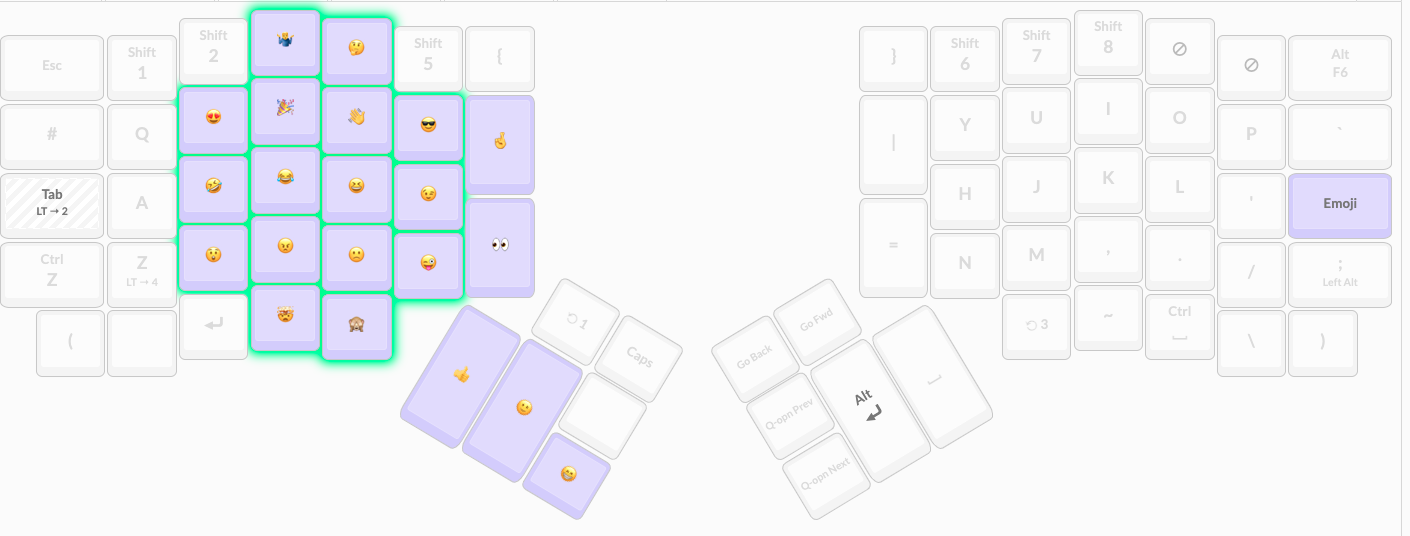 Esc
Shift
1
Shift
2
Shift
5
{
}
Shift
6
Shift
7
Shift
8
Alt
F6
#
Q
|
Y
U
I
O
P
`
Tab
LT → 2
A
H
J
K
L
'
Emoji
Ctrl
Z
Z
LT → 4
=
N
M
,
.
/
;
Left Alt
(
1
Caps
Go Back
Go Fwd
3
~
Ctrl
\
)
Q-opn Prev
Alt
Q-opn Next